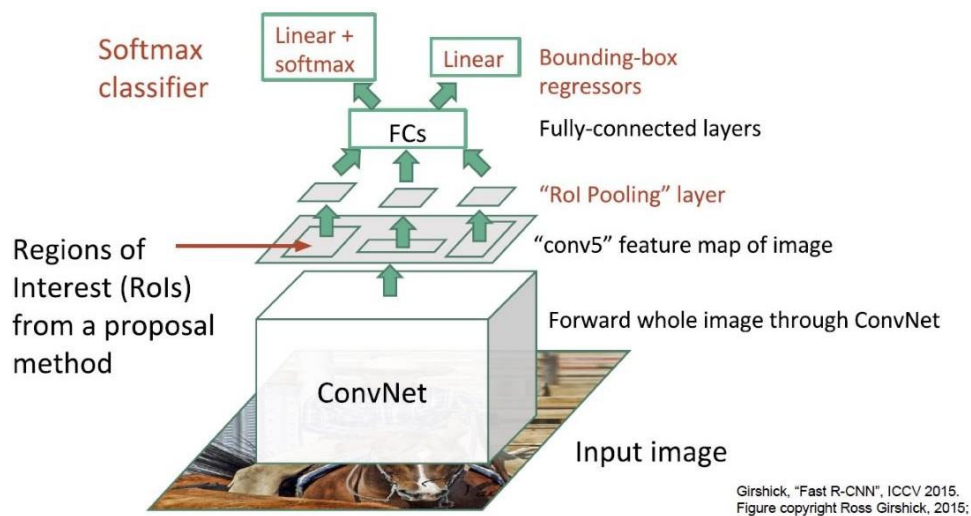 Softmax
classifier
Linear +
softmax
Linear
Bounding-box
regressors
FCs
Fully-connected layers
“RoI Pooling” layer
Regions of
Interest (RoIs)
from a proposal
method
“conv5” feature map of image
Forward whole image through ConvNet
ConvNet
Input image
Girshick, “Fast R-CNN”, ICCV 2015.
Figure copyright Ross Girshick, 2015;